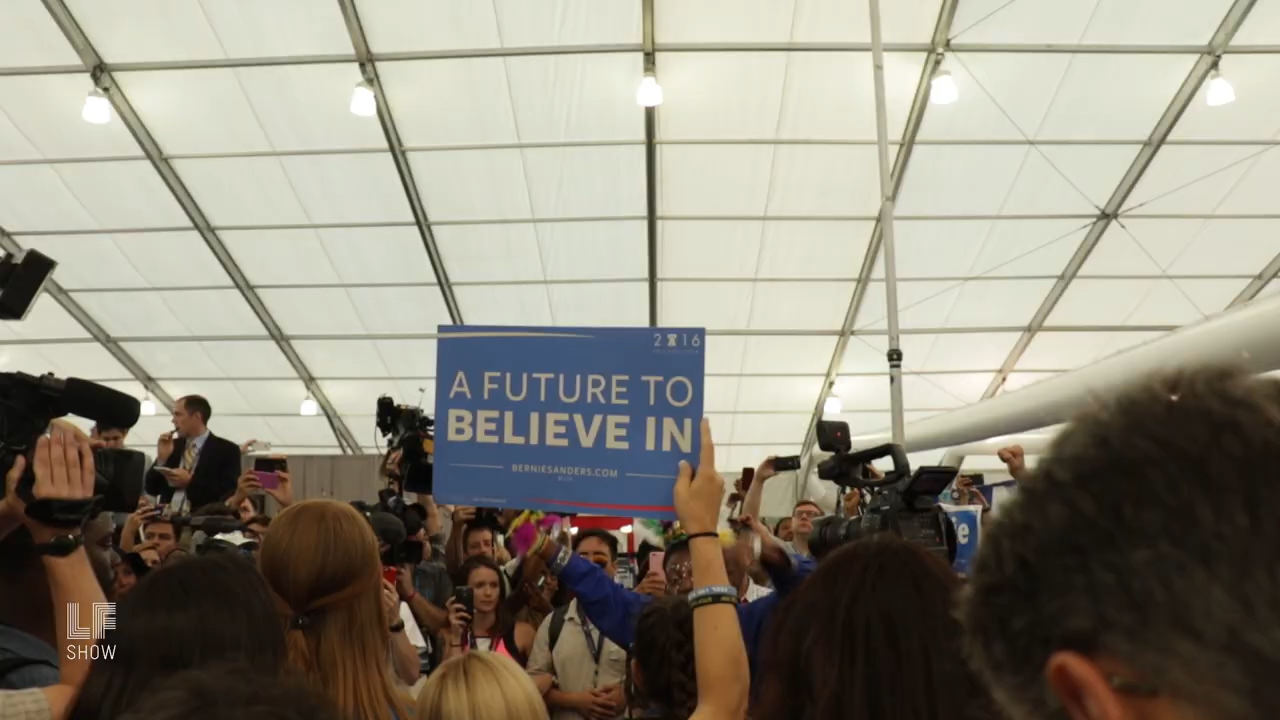 2016
A FUTURE TO
BELIEVE IN
BERNIESANDERS.COM
LF
SHOW